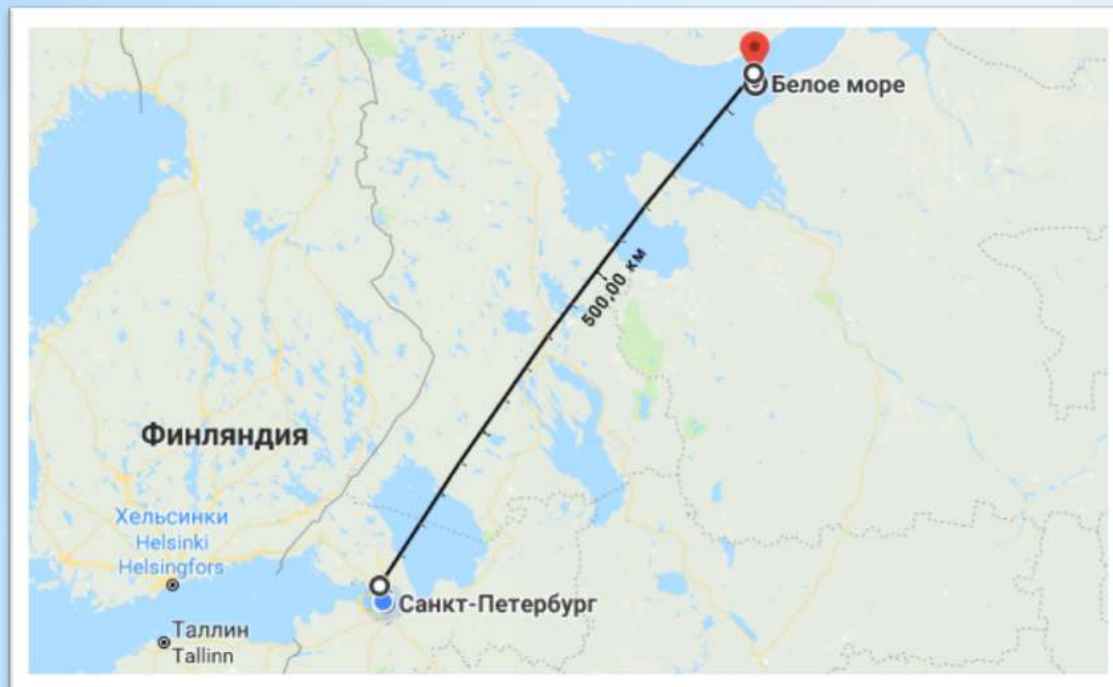 Белое море
500,00 км
Финляндия
Хельсинки
Helsinki
Helsingfors
Санкт-Петербург
Таллин
Tallinn